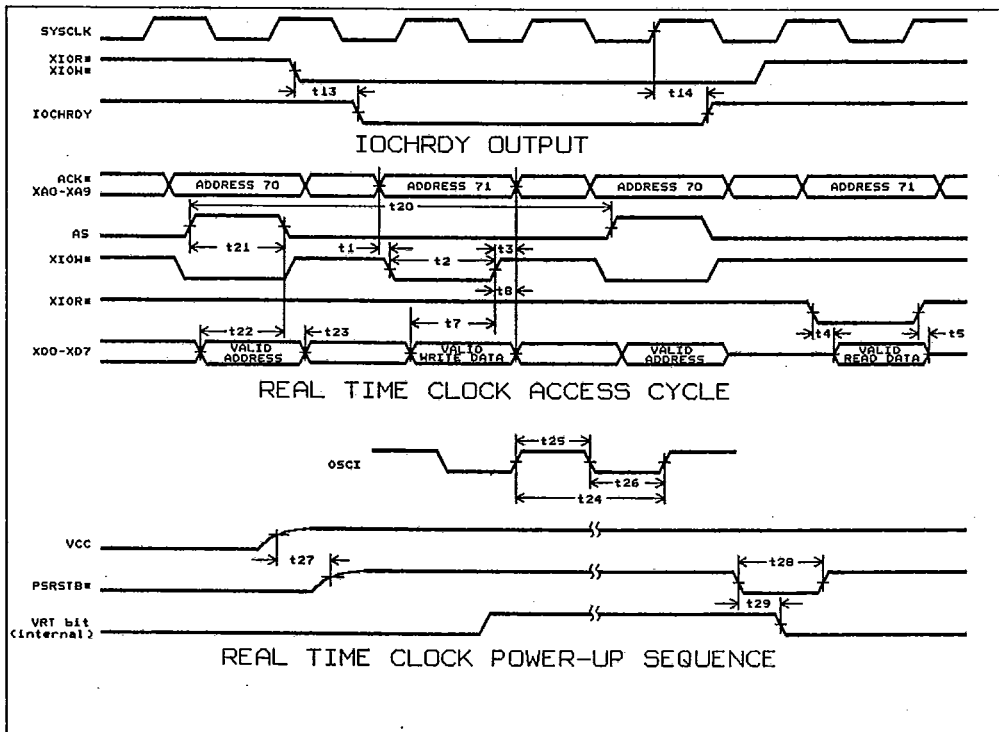 SYSCLK
XIOR#
XIOW#
t13
t14
IOCHRDY
IOCHRDY OUTPUT
ACK#
XA0-XA9
ADDRESS 70
ADDRESS 71
ADDRESS 70
ADDRESS 71
t20
AS
t21
t1
t2
t3
XIOW#
t8
XIOR#
t22
t23
t7
t4
t5
XD0-XD7
VALID
ADDRESS
VALID
WRITE DATA
VALID
ADDRESS
VALID
READ DATA
REAL TIME CLOCK ACCESS CYCLE
t25
OSCI
t26
t24
VCC
t27
t28
PSRSTB#
t29
VRT bit
(internal)
REAL TIME CLOCK POWER-UP SEQUENCE